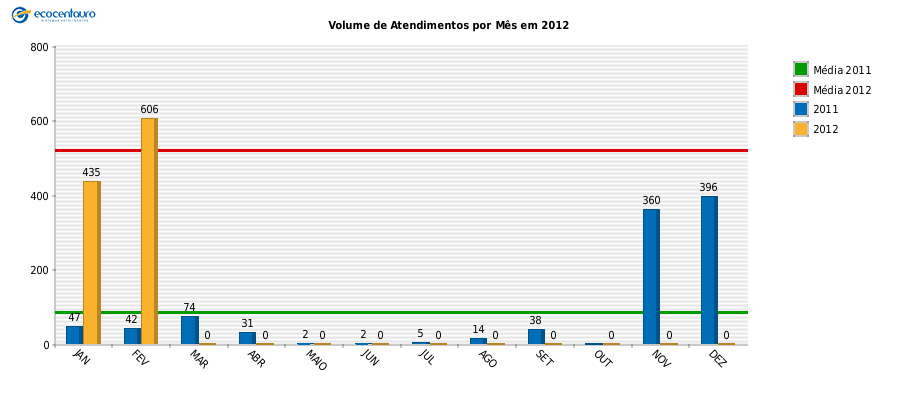 ecocentauro
Volume de Atendimentos por Mês em 2012
800
600
400
200
0
47
435
42
606
74
0
31
0
2
0
2
0
5
0
14
0
38
0
0
360
0
396
0
JAN
FEV
MAR
ABR
MAIO
JUN
JUL
AGO
SET
OUT
NOV
DEZ
Média 2011
Média 2012
2011
2012